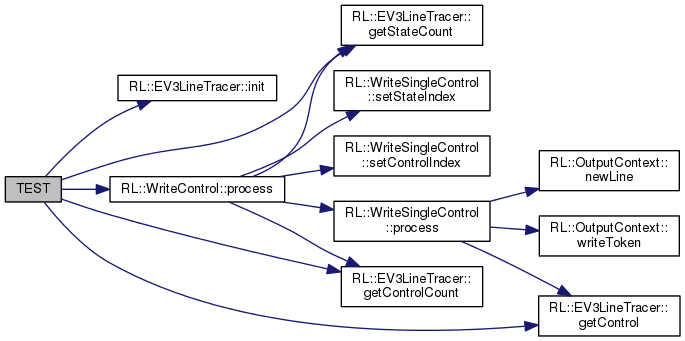 TEST
RL::EV3LineTracer::init
RL::WriteControl::process
RL::EV3LineTracer::
getStateCount
RL::WriteSingleControl
::setStateIndex
RL::WriteSingleControl
::setControlIndex
RL::WriteSingleControl
::process
RL::EV3LineTracer::
getControlCount
RL::OutputContext::
newLine
RL::OutputContext::
writeToken
RL::EV3LineTracer::
getControl